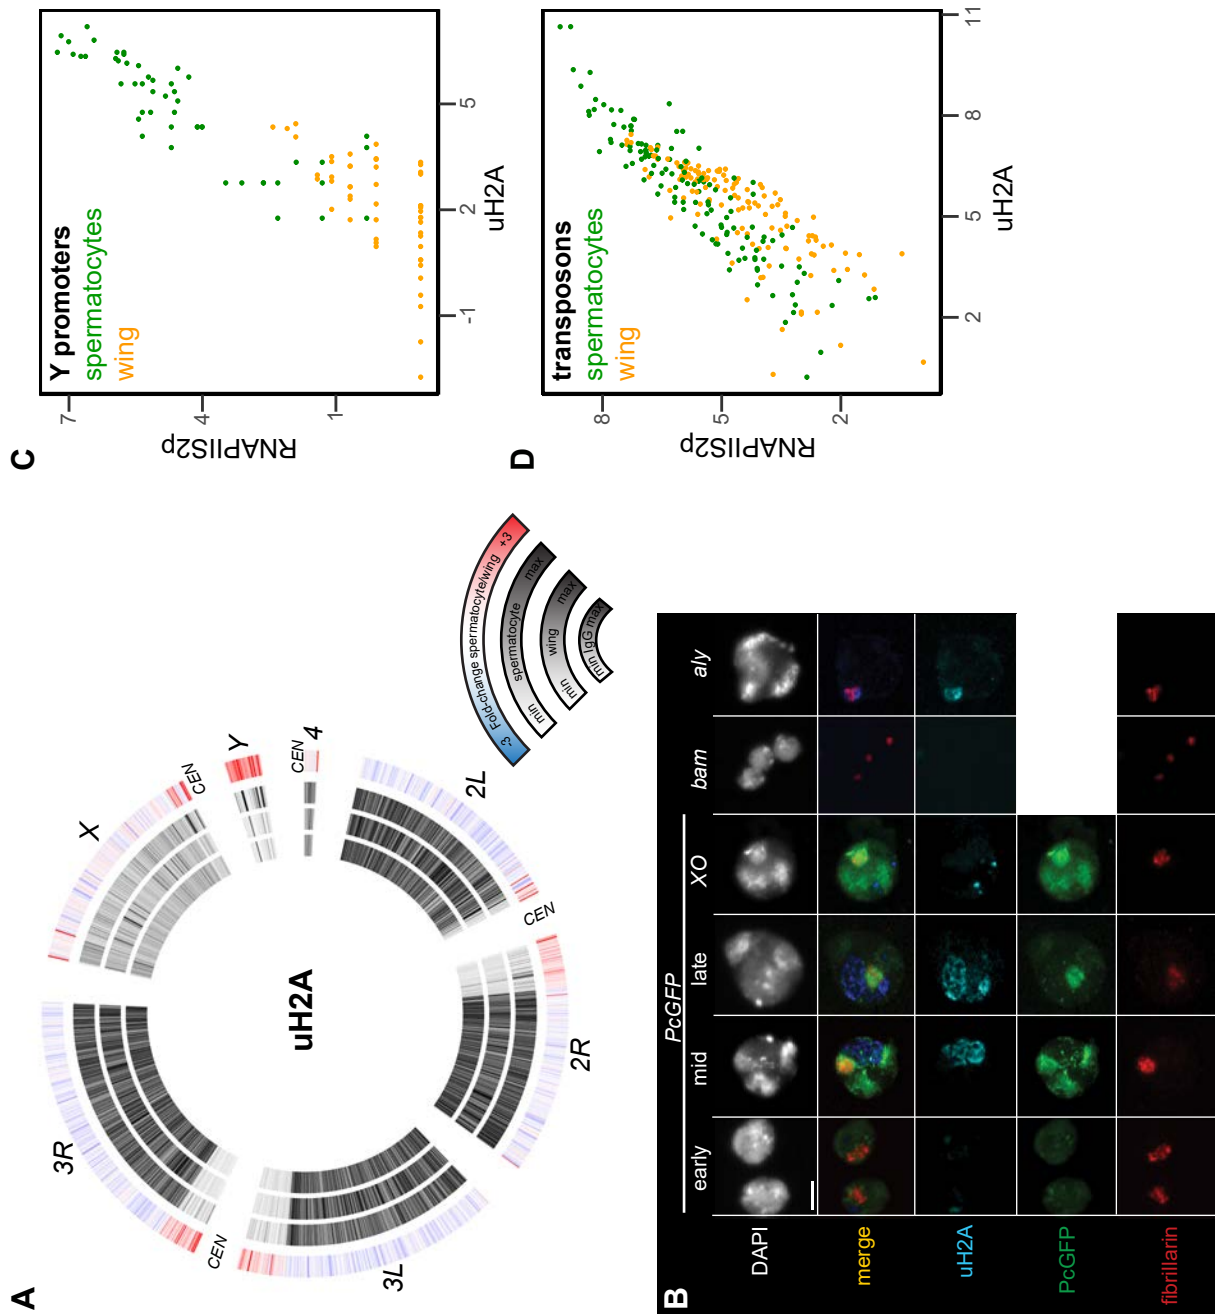 A
X
CEN
Y
CEN
4
2L
CEN
2R
3L
CEN
3R
uH2A
-3 Fold-change spermatocyte/wing +3
min spermatocyte max
min wing max
min IgG max
B
PcGFP
early
mid
late
XO
bam
aly
DAPI
merge
uH2A
PcGFP
fibrillarin
C
Y promoters
spermatocytes
wing
RNAPIIS2p
7
4
1
-1
2
5
uH2A
D
transposons
spermatocytes
wing
RNAPIIS2p
8
5
2
2
5
8
11
uH2A